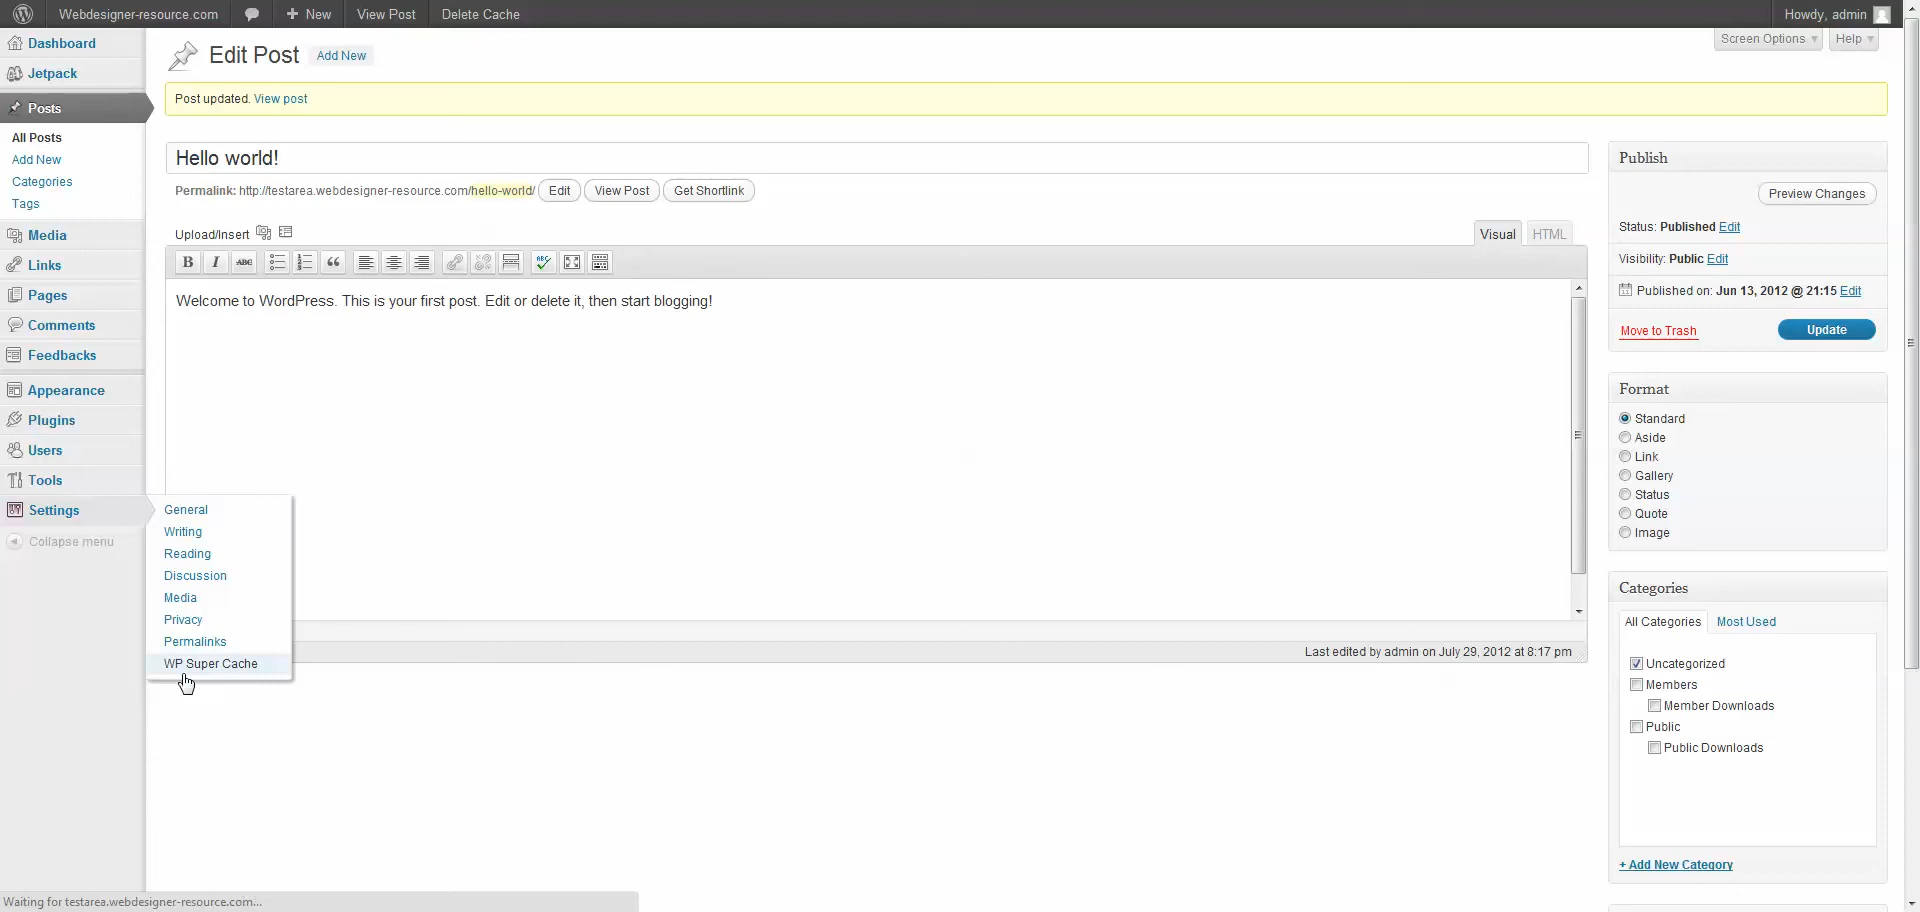 Webdesigner-resource.com
New
View Post
Delete Cache
Howdy, admin
Dashboard
Jetpack
Posts
All Posts
Add New
Categories
Tags
Media
Links
Pages
Comments
Feedbacks
Appearance
Plugins
Users
Tools
Settings
Collapse menu
General
Writing
Reading
Discussion
Media
Privacy
Permalinks
WP Super Cache
Edit Post
Add New
Screen Options
Help
Post updated. View post
Hello world!
Permalink: http://testarea.webdesigner-resource.com/hello-world/ Edit View Post Get Shortlink
Upload/Insert
Visual
HTML
B I ABC
ABC
Welcome to WordPress. This is your first post. Edit or delete it, then start blogging!
Last edited by admin on July 29, 2012 at 8:17 pm
Publish
Preview Changes
Status: Published Edit
Visibility: Public Edit
Published on: Jun 13, 2012 @ 21:15 Edit
Move to Trash
Update
Format
Standard
Aside
Link
Gallery
Status
Quote
Image
Categories
All Categories
Most Used
Uncategorized
Members
Member Downloads
Public
Public Downloads
+ Add New Category
Waiting for testarea.webdesigner-resource.com...